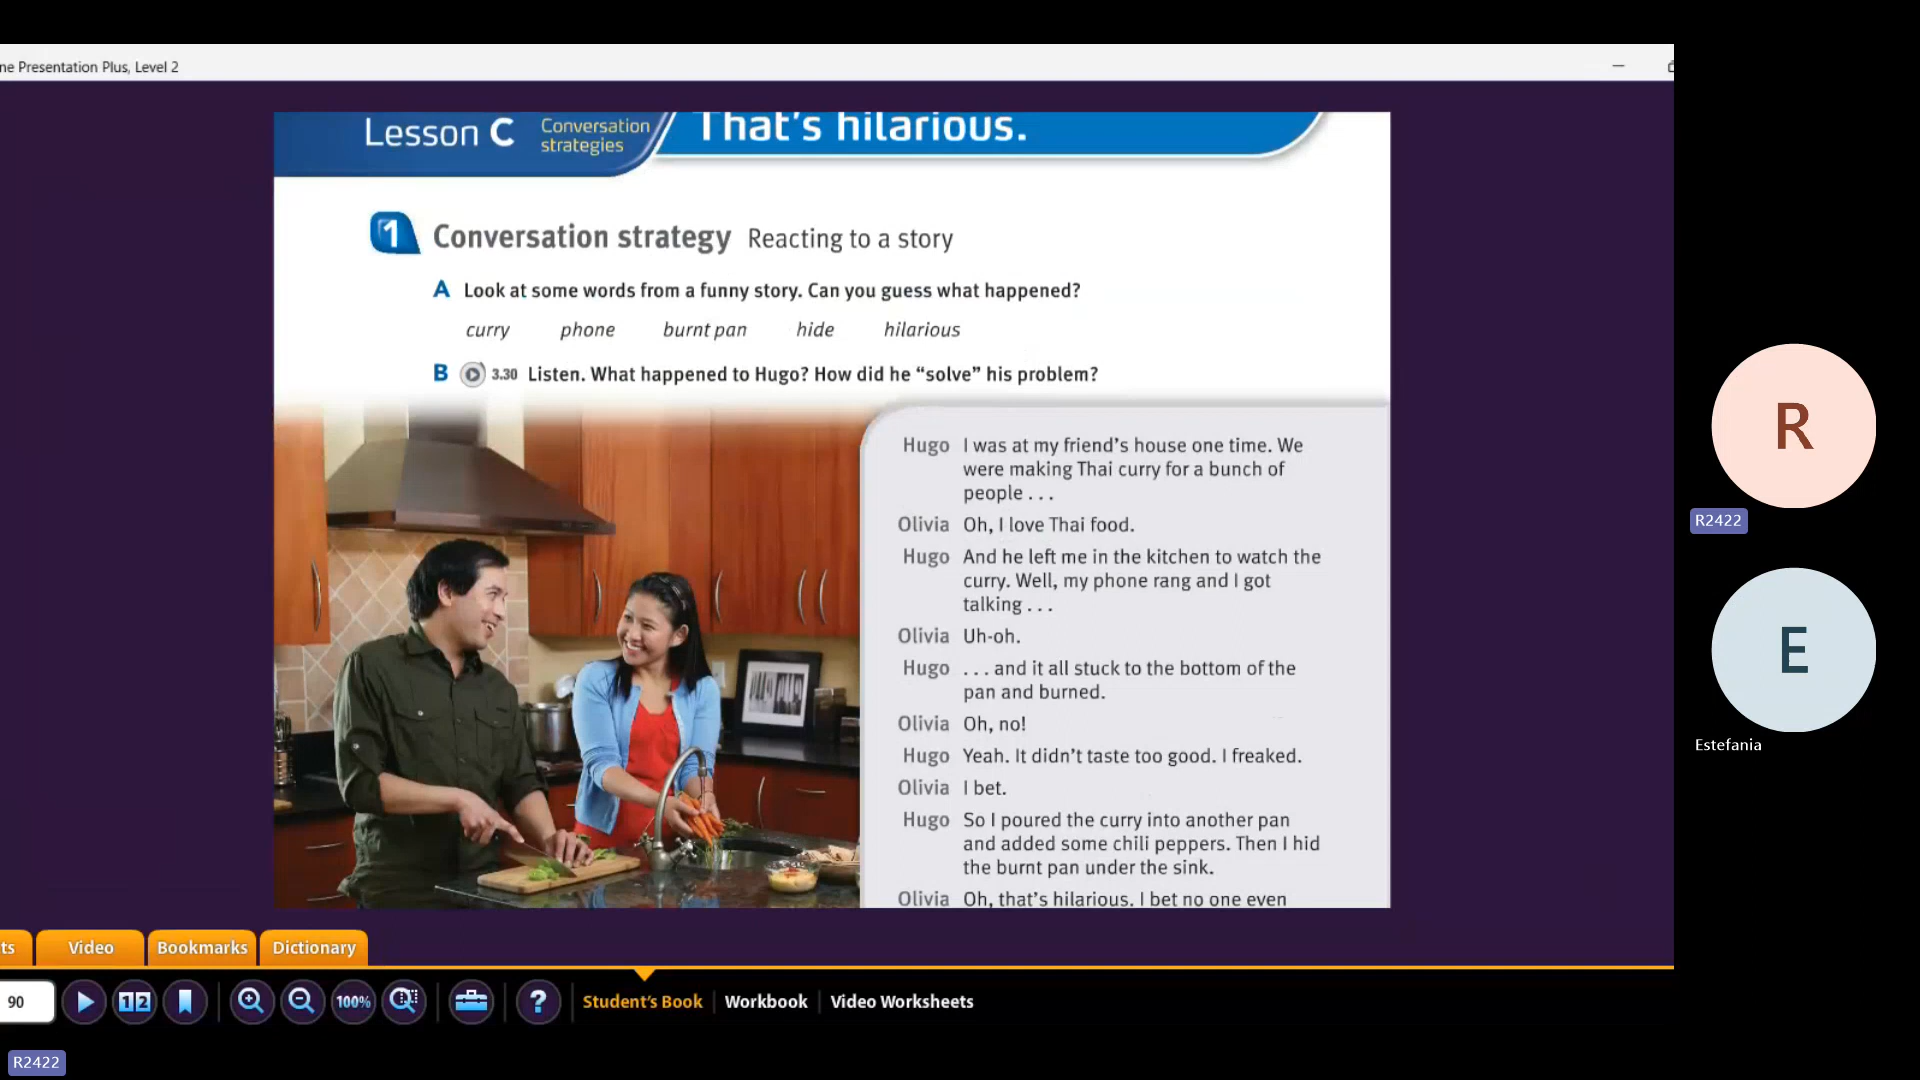 ne Presentation Plus, Level 2
Lesson C
Conversation
strategies
That's hilarious.
1 Conversation strategy Reacting to a story
A Look at some words from a funny story. Can you guess what happened?
curry phone burnt pan hide hilarious
B 3.30 Listen. What happened to Hugo? How did he “solve” his problem?
Hugo I was at my friend’s house one time. We
were making Thai curry for a bunch of
people . . .
Olivia Oh, I love Thai food.
Hugo And he left me in the kitchen to watch the
curry. Well, my phone rang and I got
talking . . .
Olivia Uh-oh.
Hugo . . . and it all stuck to the bottom of the
pan and burned.
Olivia Oh, no!
Hugo Yeah. It didn’t taste too good. I freaked.
Olivia I bet.
Hugo So I poured the curry into another pan
and added some chili peppers. Then I hid
the burnt pan under the sink.
Olivia Oh, that’s hilarious. I bet no one even
R
R2422
E
Estefania
ts Video Bookmarks Dictionary
90 12 100% ? Student’s Book Workbook Video Worksheets
R2422